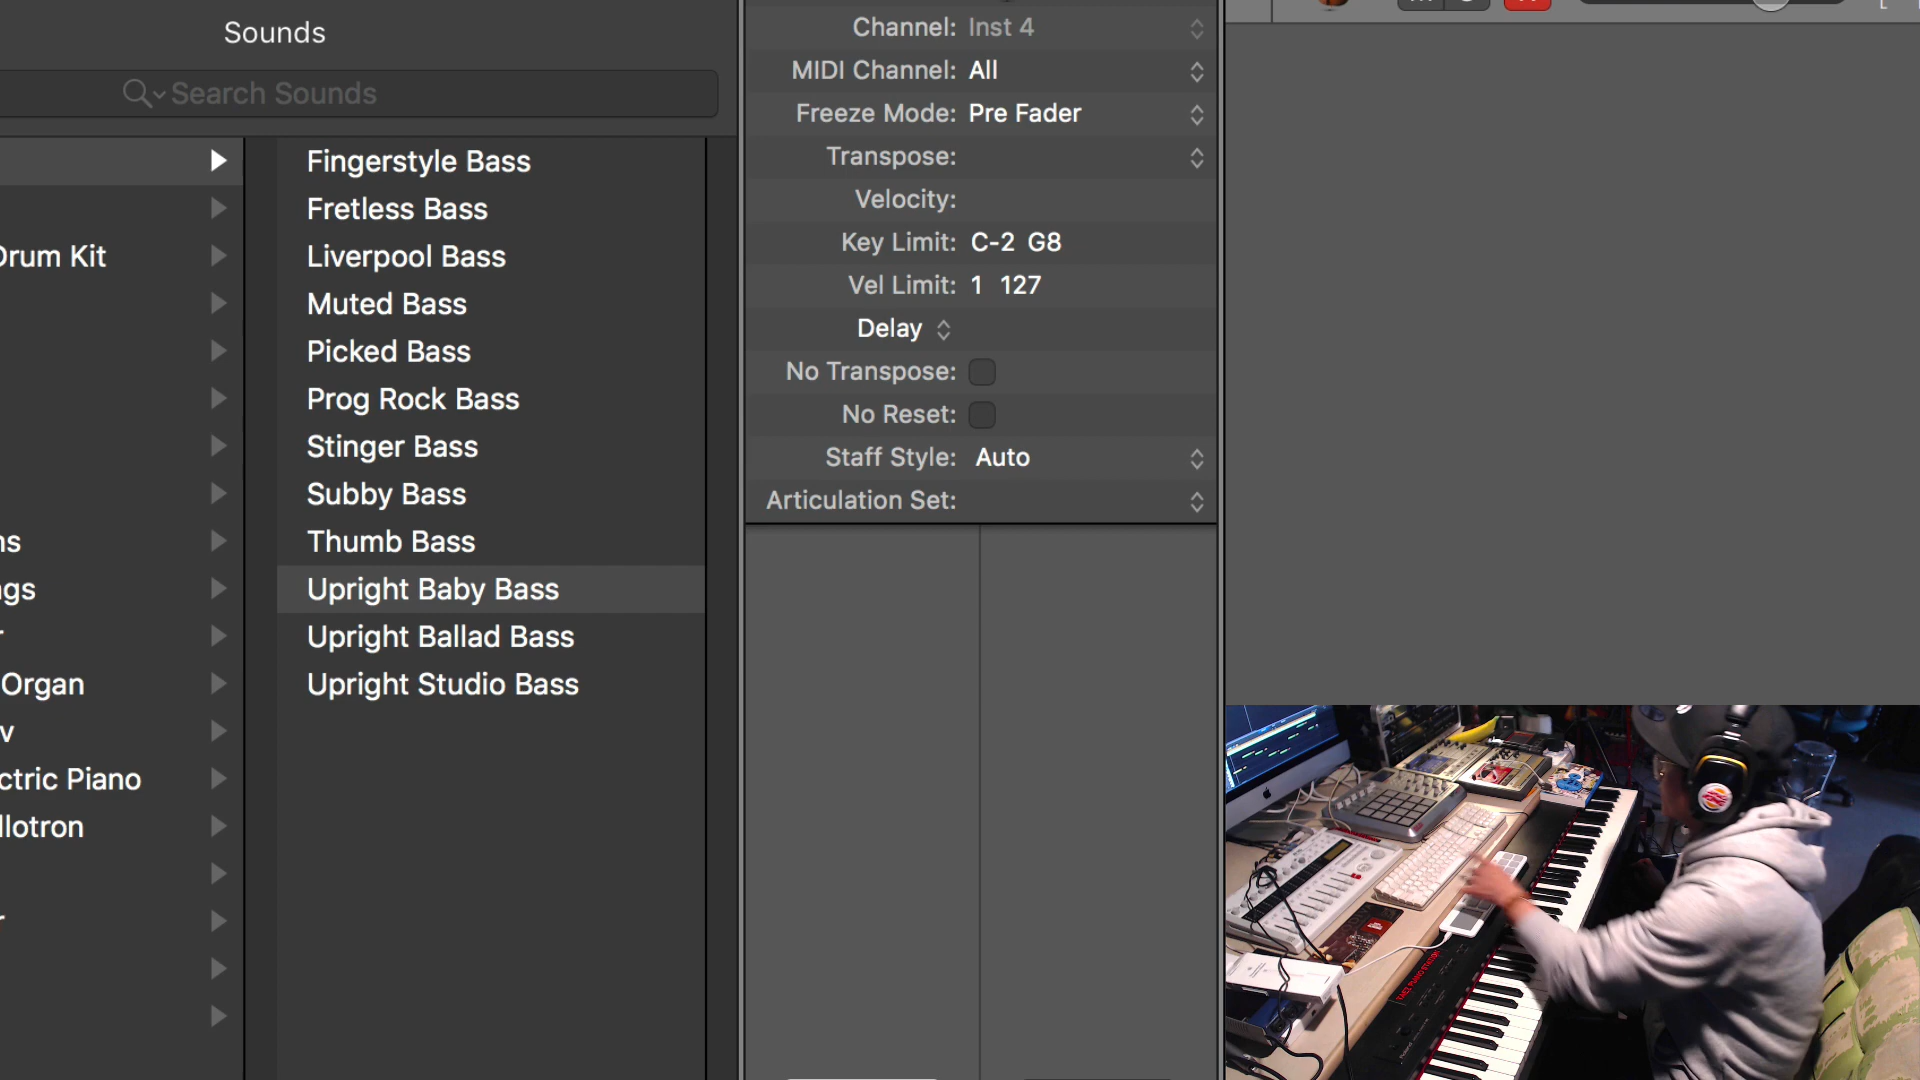 Sounds
Search Sounds
Drum Kit
ns
gs
r
Organ
v
ctric Piano
llotron
r
Fingerstyle Bass
Fretless Bass
Liverpool Bass
Muted Bass
Picked Bass
Prog Rock Bass
Stinger Bass
Subby Bass
Thumb Bass
Upright Baby Bass
Upright Ballad Bass
Upright Studio Bass
Channel: Inst 4
MIDI Channel: All
Freeze Mode: Pre Fader
Transpose:
Velocity:
Key Limit: C-2 G8
Vel Limit: 1 127
Delay
No Transpose:
No Reset:
Staff Style: Auto
Articulation Set: